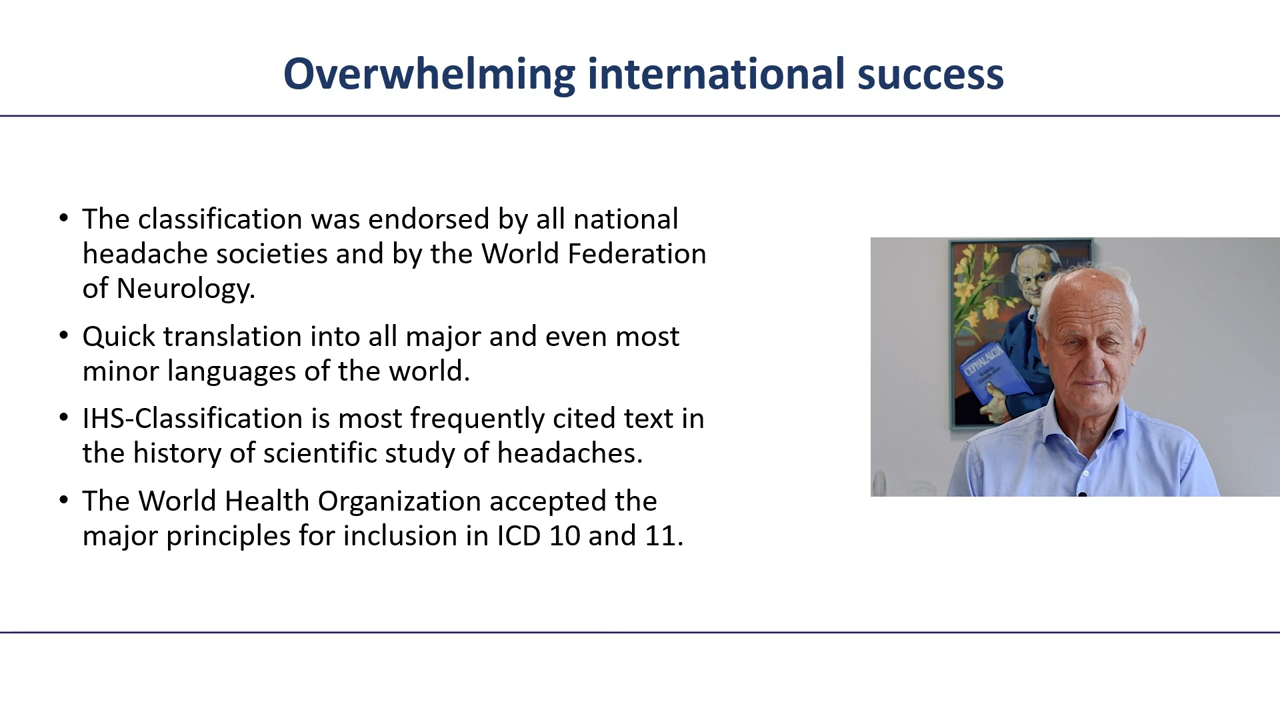 Overwhelming international success
• The classification was endorsed by all national
headache societies and by the World Federation
of Neurology.
• Quick translation into all major and even most
minor languages of the world.
• IHS-Classification is most frequently cited text in
the history of scientific study of headaches.
• The World Health Organization accepted the
major principles for inclusion in ICD 10 and 11.
CEPHALALGIA